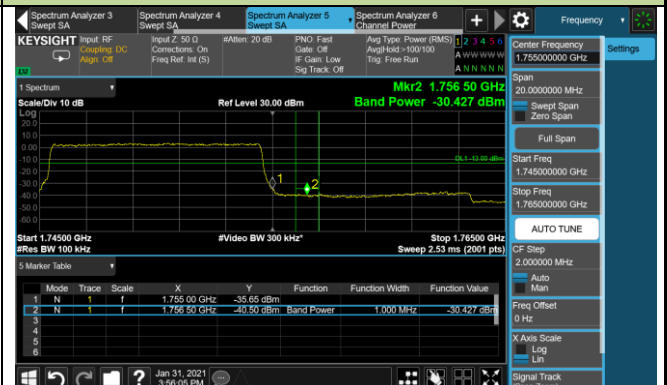 Spectrum Analyzer 3
Swept SA
Spectrum Analyzer 4
Swept SA
Spectrum Analyzer 5
Swept SA
Spectrum Analyzer 6
Channel Power
+
Frequency
KEYSIGHT
Input: RF
Coupling: DC
Align: Off
Input Z: 50 Ω
Corrections: On
Freq Ref: Int (S)
#Atten: 20 dB
PNO: Fast
Gate: Off
IF Gain: Low
Sig Track: Off
Avg Type: Power (RMS)
Avg|Hold:>100/100
Trig: Free Run
1 2 3 4 5 6
A W W W W W
A N N N N N
LXI
1 Spectrum
Scale/Div 10 dB
Ref Level 30.00 dBm
Mkr2 1.756 50 GHz
Band Power -30.427 dBm
Log
20.0
10.0
0.00
-10.0
-20.0
-30.0
-40.0
-50.0
-60.0
DL1 -13.00 dBm
1
2
Start 1.74500 GHz
#Res BW 100 kHz
#Video BW 300 kHz*
Stop 1.76500 GHz
Sweep 2.53 ms (2001 pts)
5 Marker Table
Mode Trace Scale X Y Function Function Width Function Value
1 N 1 f 1.755 00 GHz -35.65 dBm
2 N 1 f 1.756 50 GHz -40.50 dBm Band Power 1.000 MHz -30.427 dBm
3
4
5
6
?
Jan 31, 2021
3:56:05 PM
Center Frequency
1.755000000 GHz
Settings
Span
20.0000000 MHz
Swept Span
Zero Span
Full Span
Start Freq
1.745000000 GHz
Stop Freq
1.765000000 GHz
AUTO TUNE
CF Step
2.000000 MHz
Auto
Man
Freq Offset
0 Hz
X Axis Scale
Log
Lin
Signal Track